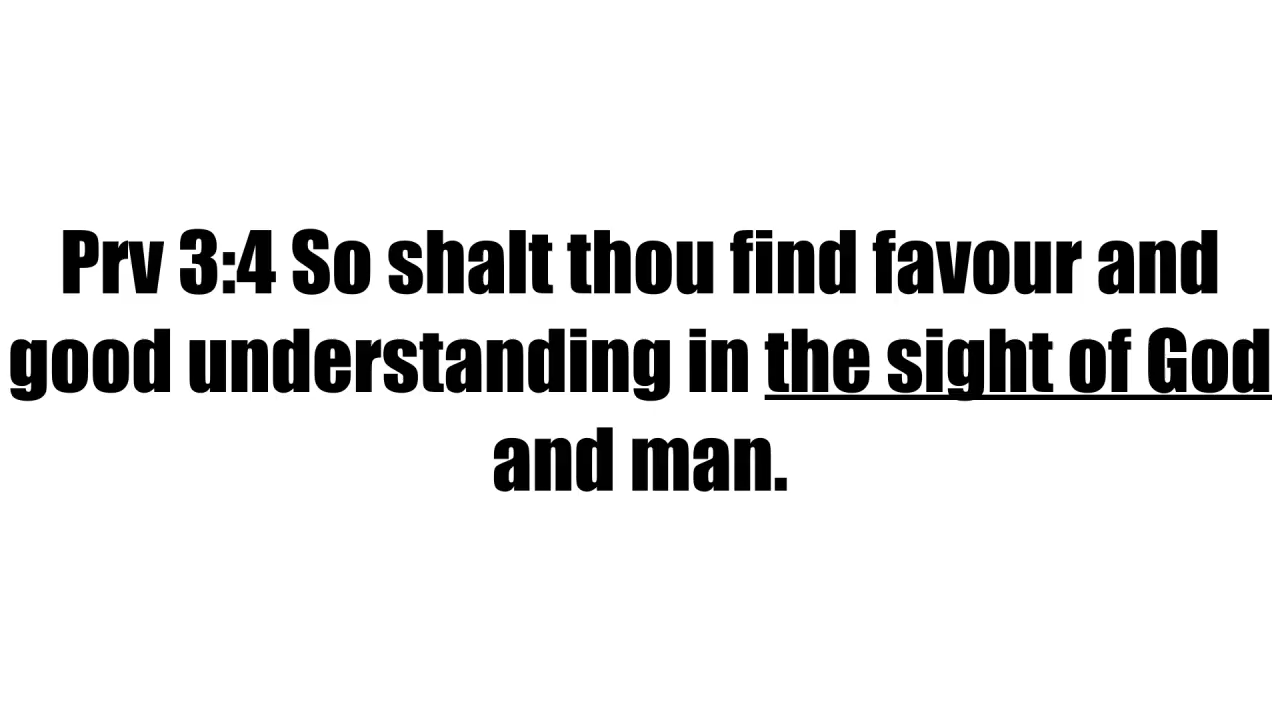 Prv 3:4 So shalt thou find favour and
good understanding in the sight of God
and man.